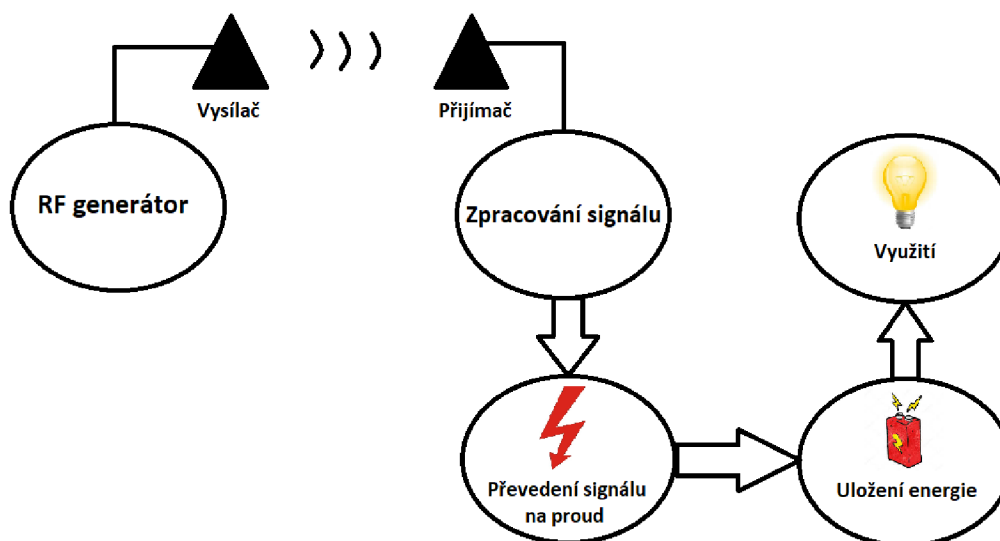 Vysílač
Přijímač
RF generátor
Zpracování signálu
Využití
Převedení signálu
na proud
Uložení energie